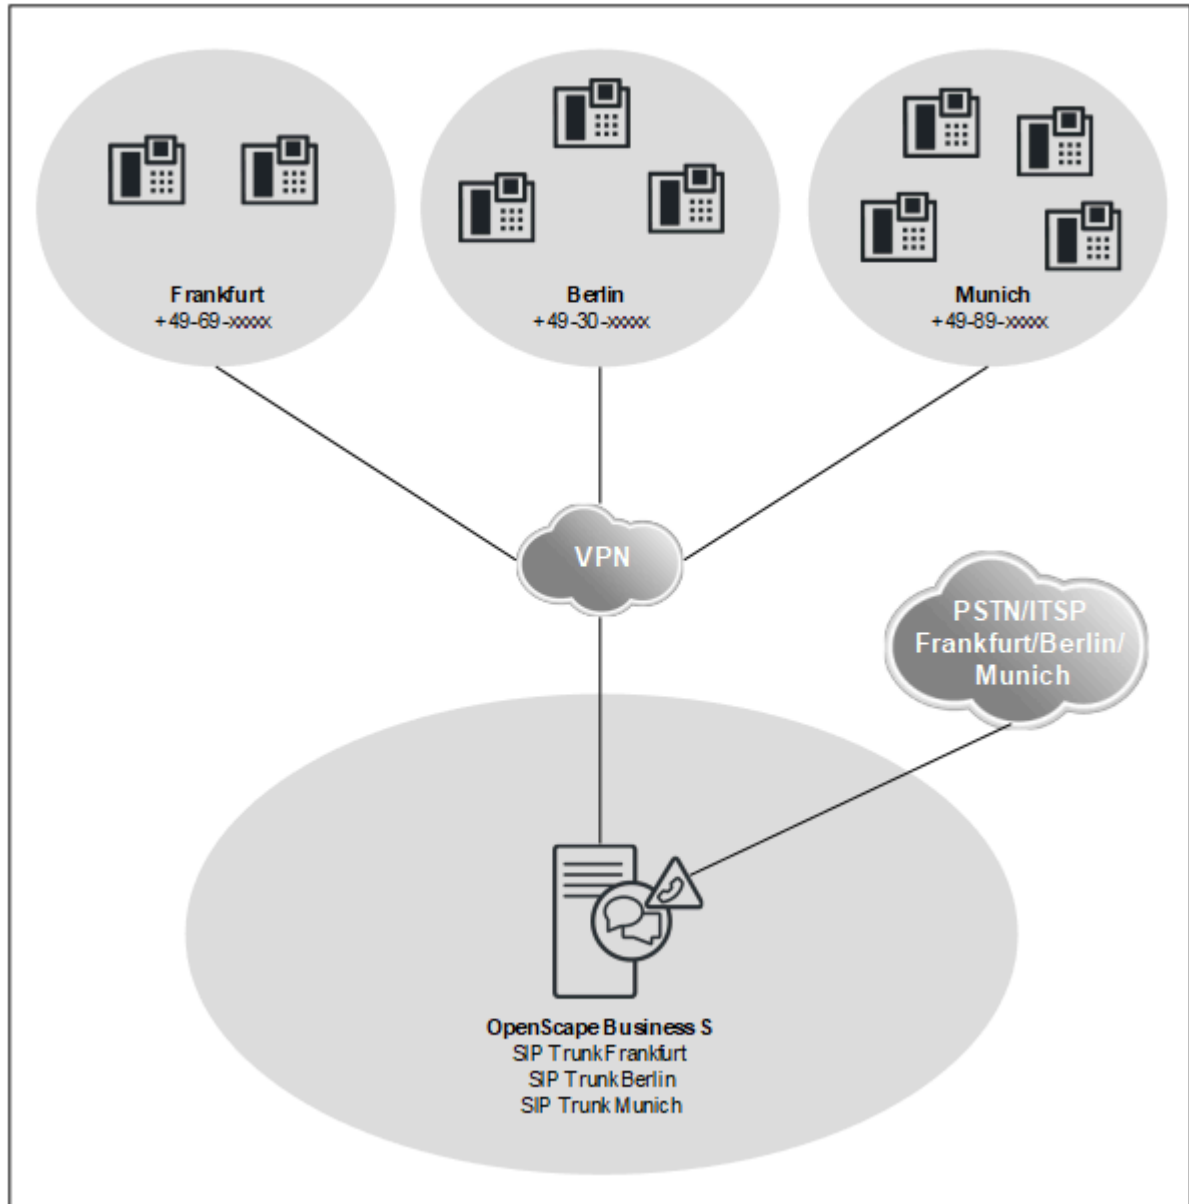 Frankfurt
+49-69-xxxxx
Berlin
+49-30-xxxxx
Munich
+49-89-xxxxx
VPN
PSTN/ITSP
Frankfurt/Berlin/
Munich
OpenScape Business S
SIP Trunk Frankfurt
SIP Trunk Berlin
SIP Trunk Munich